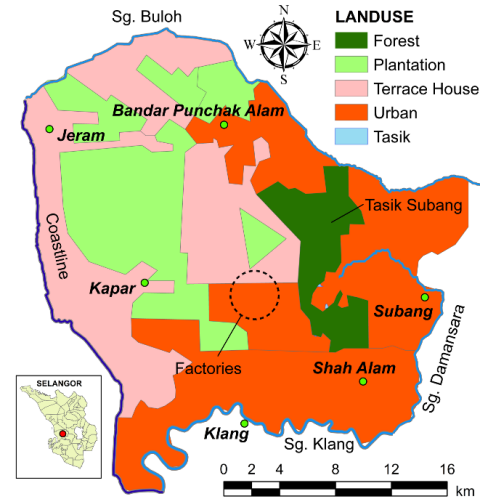 Sg. Buloh
N
W
E
S
LANDUSE
Forest
Plantation
Terrace House
Urban
Tasik
Bandar Punchak Alam
Jeram
Tasik Subang
Coastline
Kapar
Subang
Factories
Shah Alam
Sg. Damansara
SELANGOR
Klang
Sg. Klang
0 2 4 8 12 16
km